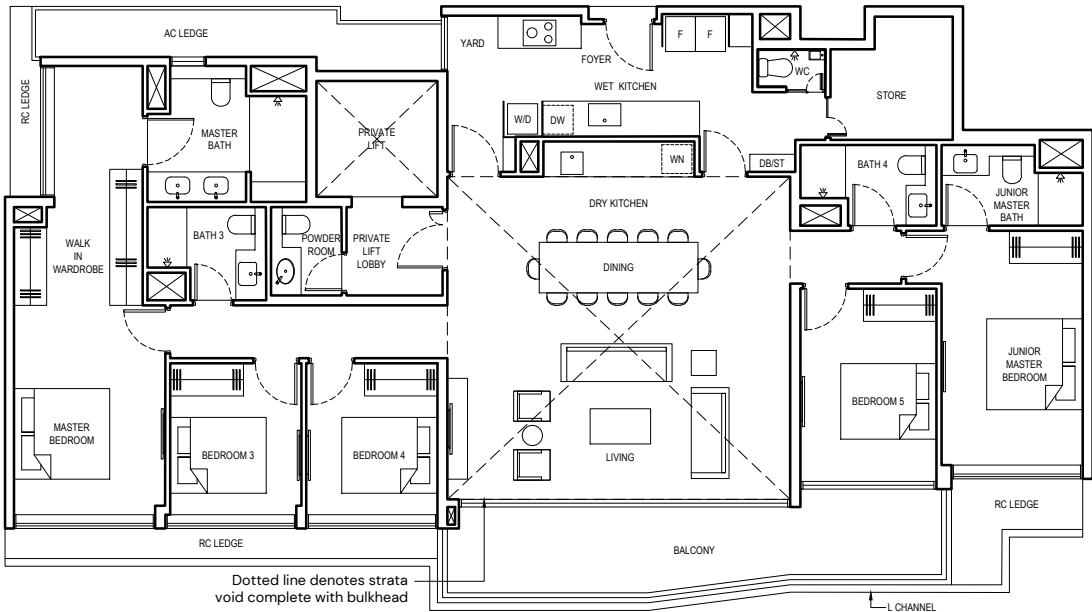 AC LEDGE
YARD
FOYER
F
F
WC
WET KITCHEN
STORE
RC LEDGE
MASTER
BATH
PRIVATE
LIFT
W/D
DW
WN
DB/ST
BATH 4
JUNIOR
MASTER
BATH
DRY KITCHEN
WALK
IN
WARDROBE
BATH 3
POWDER
ROOM
PRIVATE
LIFT
LOBBY
DINING
JUNIOR
MASTER
BEDROOM
BEDROOM 5
MASTER
BEDROOM
BEDROOM 3
BEDROOM 4
LIVING
RC LEDGE
RC LEDGE
BALCONY
Dotted line denotes strata
void complete with bulkhead
L CHANNEL